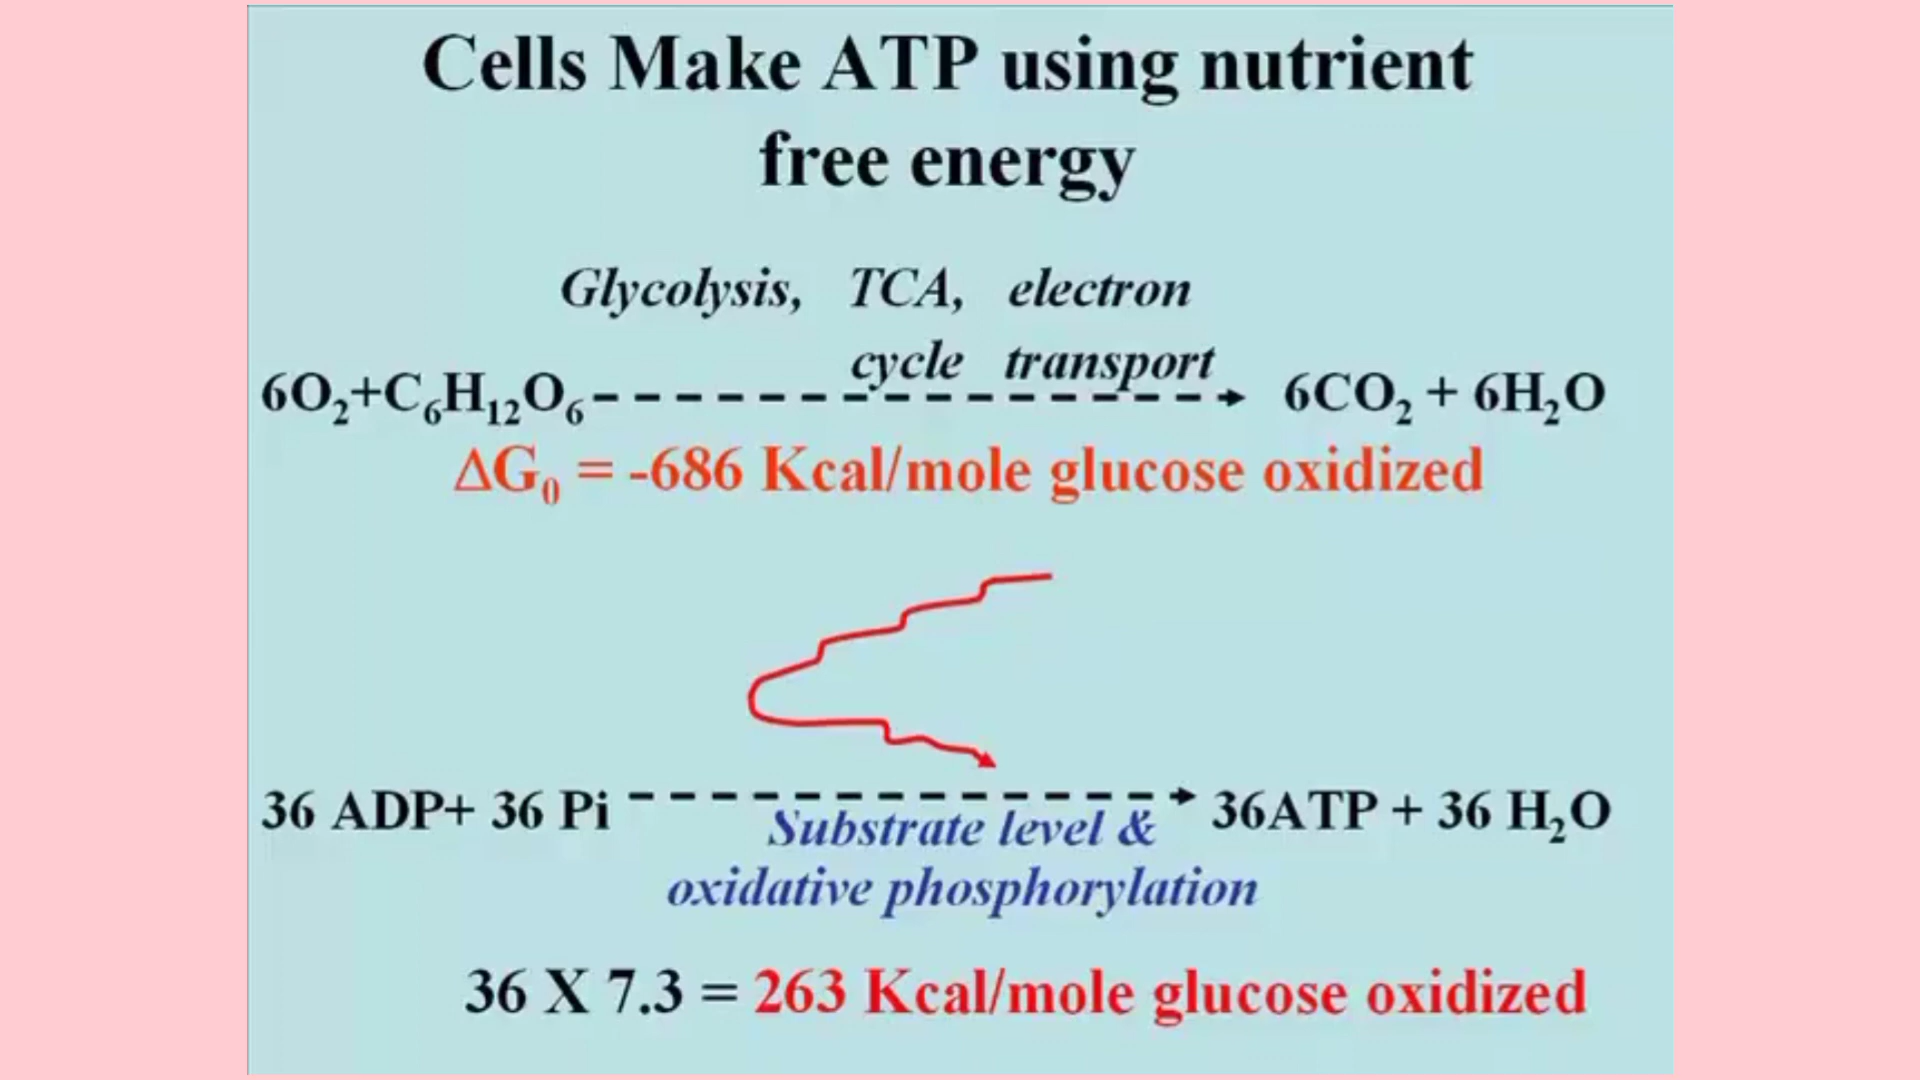 Cells Make ATP using nutrient
free energy
Glycolysis, TCA, electron
cycle transport
6O₂+C₆H₁₂O₆ 6CO₂ + 6H₂O
ΔG₀ = -686 Kcal/mole glucose oxidized
36 ADP+ 36 Pi 36ATP + 36 H₂O
Substrate level &
oxidative phosphorylation
36 X 7.3 = 263 Kcal/mole glucose oxidized